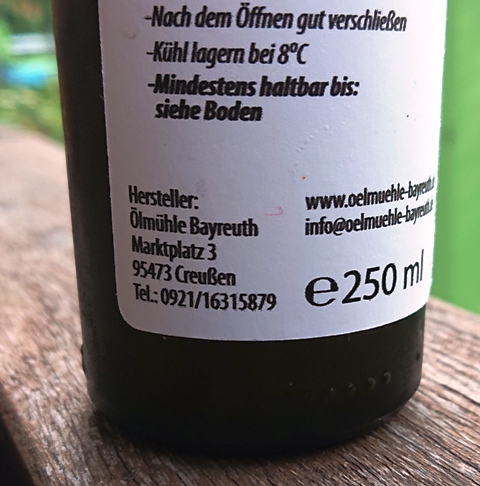 -Nach dem Öffnen gut verschließen
-Kühl lagern bei 8°C
-Mindestens haltbar bis:
siehe Boden
Hersteller:
Ölmühle Bayreuth
Marktplatz 3
95473 Creußen
Tel.: 0921/16315879
www.oelmuehle-bayreuth.
info@oelmuehle-bayreuth.
℮ 250 ml